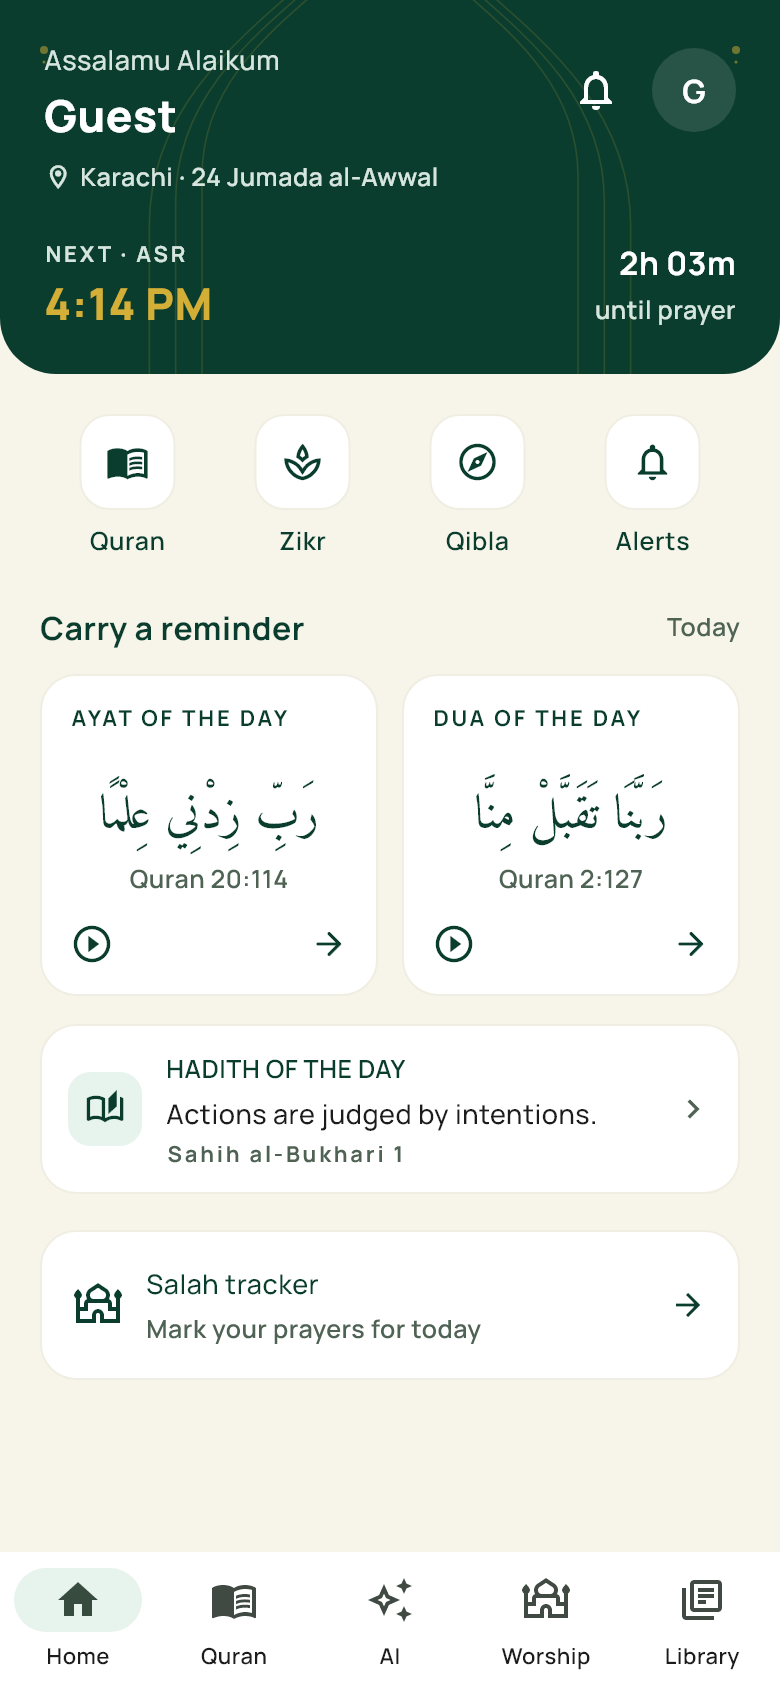 Assalamu Alaikum
Guest
G
Karachi · 24 Jumada al-Awwal
NEXT · ASR
4:14 PM
2h 03m
until prayer
Quran
Zikr
Qibla
Alerts
Carry a reminder
Today
AYAT OF THE DAY
رَبِّ زِدْنِي عِلْمًا
Quran 20:114
DUA OF THE DAY
رَبَّنَا تَقَبَّلْ مِنَّا
Quran 2:127
HADITH OF THE DAY
Actions are judged by intentions.
Sahih al-Bukhari 1
Salah tracker
Mark your prayers for today
Home
Quran
AI
Worship
Library